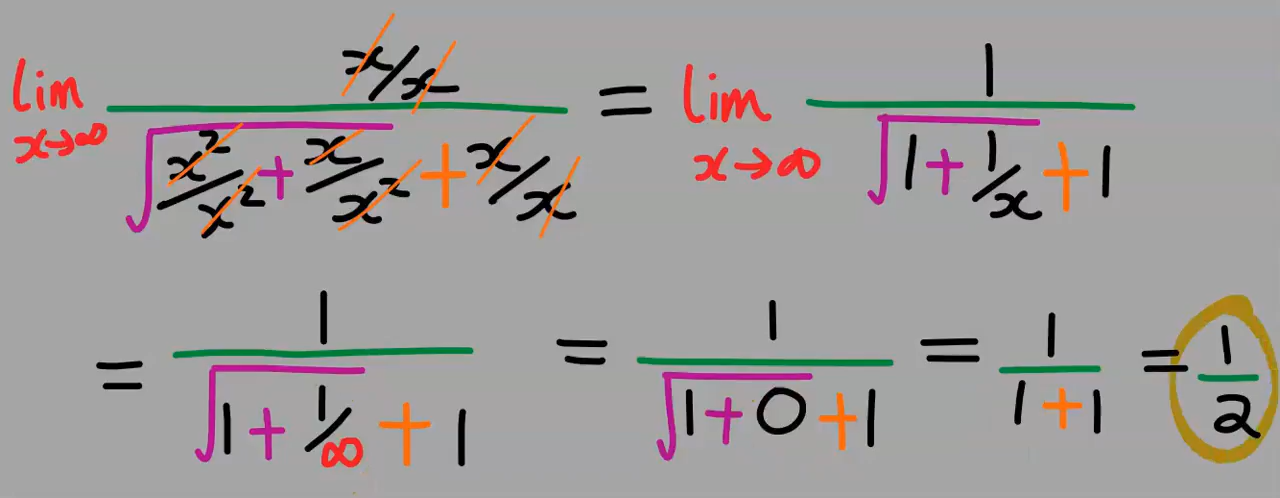 lim x→∞ (x/x)/(√(x²/x² + x/x²) + x/x) = lim x→∞ 1/(√(1 + 1/x) + 1)
= 1/(√(1 + 1/∞) + 1) = 1/(√(1 + 0) + 1) = 1/(1 + 1) = 1/2